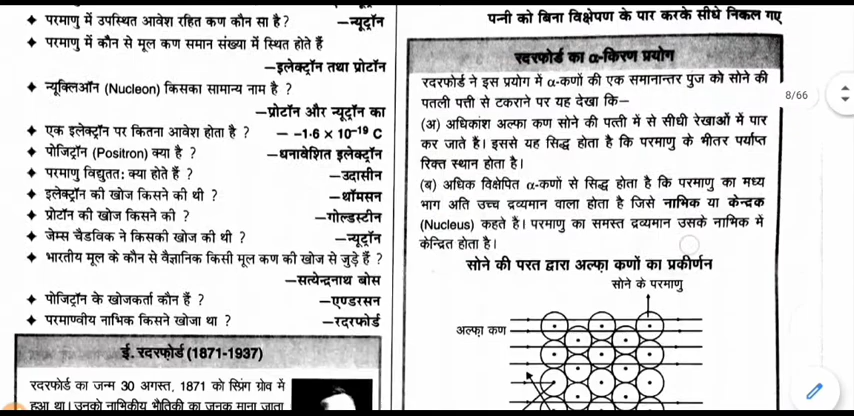 परमाणु में उपस्थित आवेश रहित कण कौन सा है? —न्यूट्रॉन
परमाणु में कौन से मूल कण समान संख्या में स्थित होते हैं
—इलेक्ट्रॉन तथा प्रोटॉन
न्यूक्लिऑन (Nucleon) किसका सामान्य नाम है ?
—प्रोटॉन और न्यूट्रॉन का
एक इलेक्ट्रॉन पर कितना आवेश होता है ? — –1·6 × 10⁻¹⁹ C
पोजिट्रॉन (Positron) क्या है ? —धनावेशित इलेक्ट्रॉन
परमाणु विद्युतत: क्या होते हैं ? —उदासीन
इलेक्ट्रॉन की खोज किसने की थी ? —थॉमसन
प्रोटॉन की खोज किसने की ? —गोल्डस्टीन
जेम्स चैडविक ने किसकी खोज की थी ? —न्यूट्रॉन
भारतीय मूल के कौन से वैज्ञानिक किसी मूल कण की खोज से जुड़े हैं ?
—सत्येन्द्रनाथ बोस
पोजिट्रॉन के खोजकर्ता कौन हैं ? —एण्डरसन
परमाण्वीय नाभिक किसने खोजा था ? —रदरफोर्ड
ई. रदरफोर्ड (1871-1937)
रदरफोर्ड का जन्म 30 अगस्त, 1871 को स्प्रिंग ग्रोव में
हुआ था। उनको नाभिकीय भौतिकी का जनक माना जाता
पन्नी को बिना विक्षेपण के पार करके सीधे निकल गए
रदरफोर्ड का α-किरण प्रयोग
रदरफोर्ड ने इस प्रयोग में α-कणों की एक समानान्तर पुंज को सोने की
पतली पत्ती से टकराने पर यह देखा कि—
(अ) अधिकांश अल्फा कण सोने की पत्ती में से सीधी रेखाओं में पार
कर जाते हैं। इससे यह सिद्ध होता है कि परमाणु के भीतर पर्याप्त
रिक्त स्थान होता है।
(ब) अधिक विक्षेपित α-कणों से सिद्ध होता है कि परमाणु का मध्य
भाग अति उच्च द्रव्यमान वाला होता है जिसे नाभिक या केन्द्रक
(Nucleus) कहते हैं। परमाणु का समस्त द्रव्यमान उसके नाभिक में
केन्द्रित होता है।
सोने की परत द्वारा अल्फ़ा कणों का प्रकीर्णन
सोने के परमाणु
अल्फ़ा कण
8/66